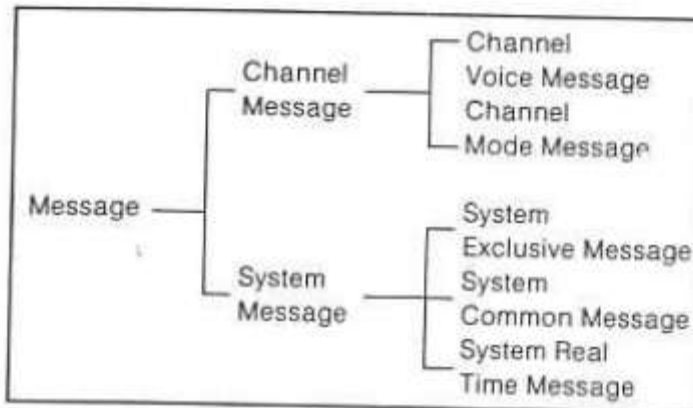 Channel
Voice Message
Channel
Message
Channel
Mode Message
Message
System
Exclusive Message
System
Message
System
Common Message
System Real
Time Message